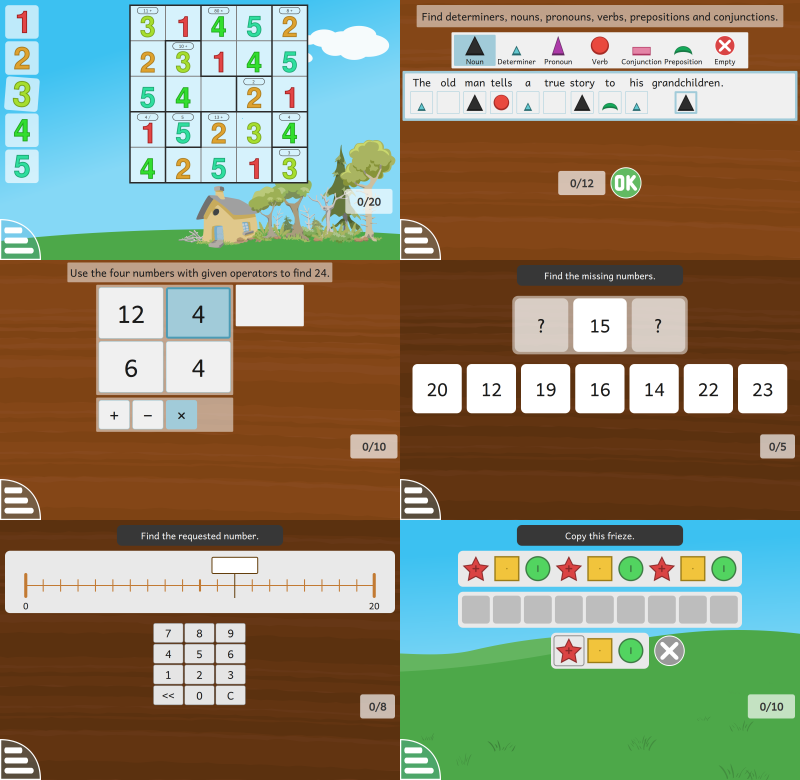 1
2
3
4
5
3 1 4 5 2
2 3 1 4 5
5 4 2 1
1 5 2 3 4
4 2 5 1 3
0/20
Find determiners, nouns, pronouns, verbs, prepositions and conjunctions.
Noun Determiner Pronoun Verb Conjunction Preposition Empty
The old man tells a true story to his grandchildren.
0/12 OK
Use the four numbers with given operators to find 24.
12 4
6 4
+ − ×
0/10
Find the missing numbers.
? 15 ?
20 12 19 16 14 22 23
0/5
Find the requested number.
0 20
7 8 9
4 5 6
1 2 3
<< 0 C
0/8
Copy this frieze.
0/10